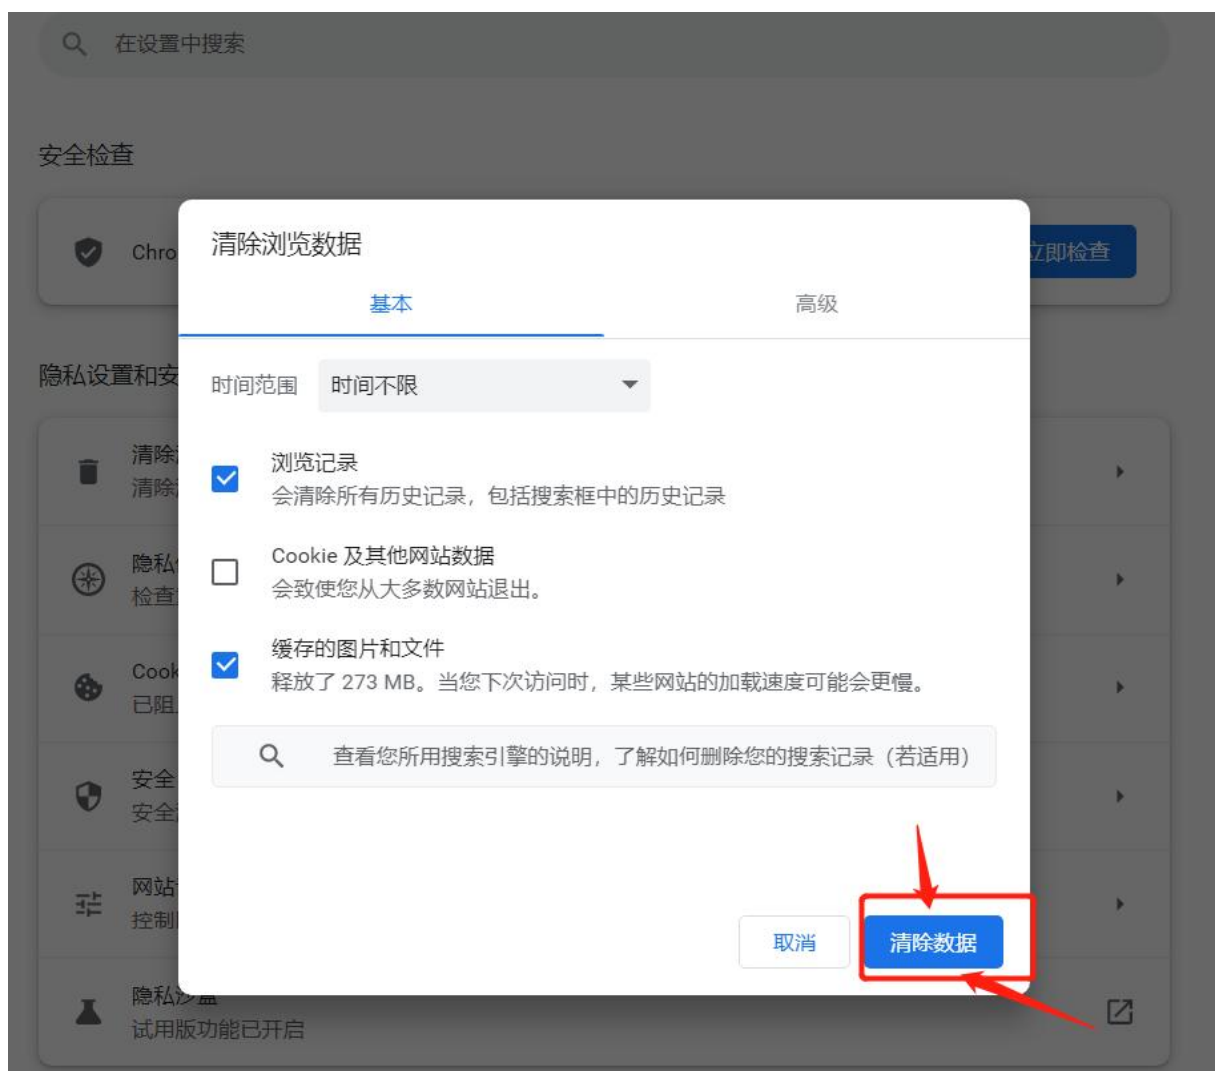 在设置中搜索
安全检查
Chro
立即检查
隐私设置和安
清除
清除
隐私
检查
Cook
已阻
安全
安全
网站
控制
隐私沙盒
试用版功能已开启
清除浏览数据
基本
高级
时间范围 时间不限
浏览记录
会清除所有历史记录，包括搜索框中的历史记录
Cookie 及其他网站数据
会致使您从大多数网站退出。
缓存的图片和文件
释放了 273 MB。当您下次访问时，某些网站的加载速度可能会更慢。
查看您所用搜索引擎的说明，了解如何删除您的搜索记录（若适用）
取消
清除数据